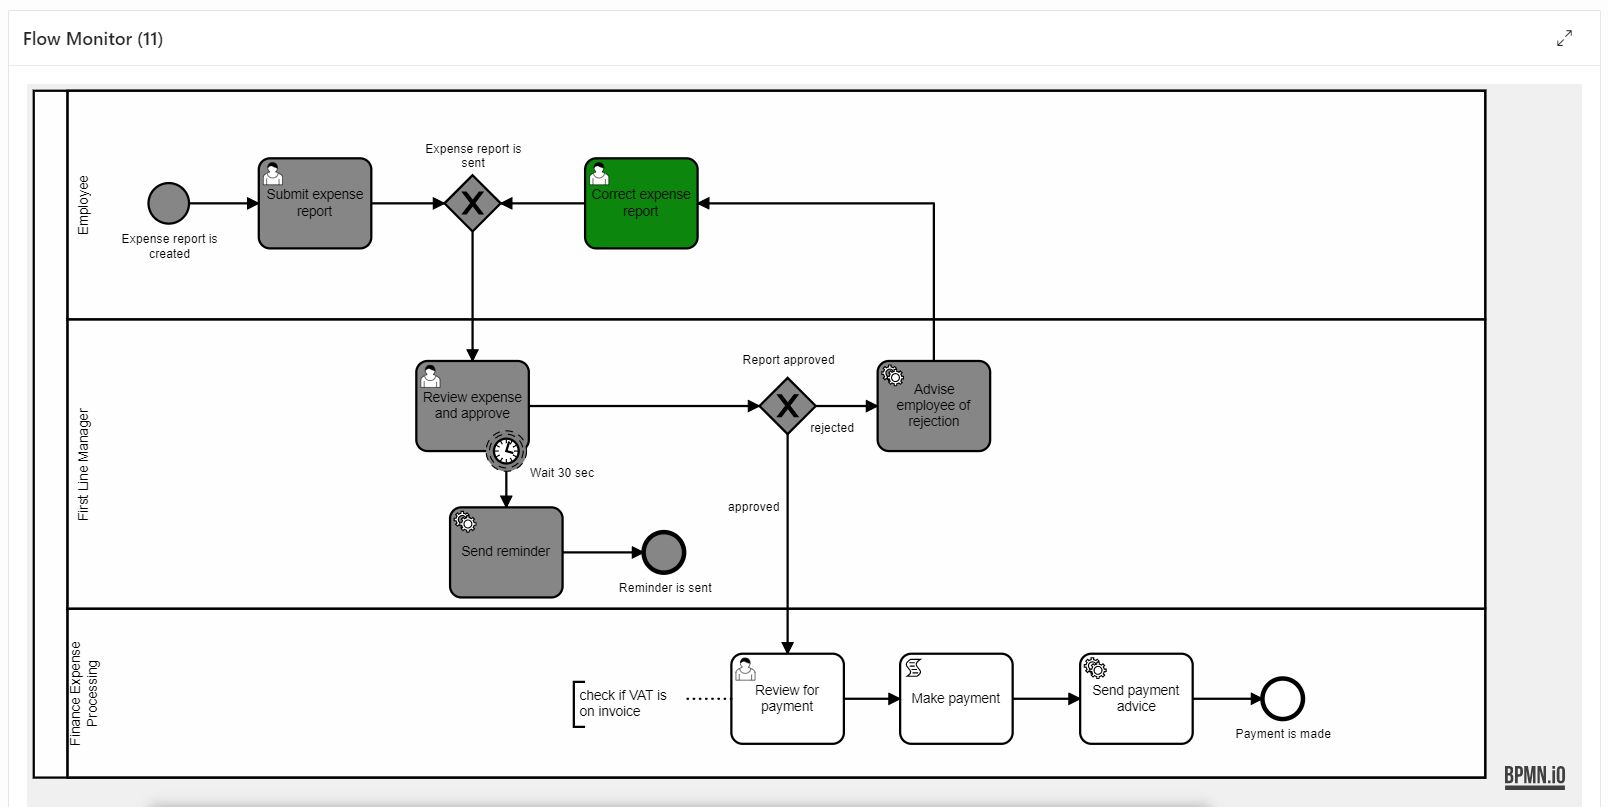 Flow Monitor (11)
Employee
Expense report is
created
Submit expense
report
Expense report is
sent
Correct expense
report
First Line Manager
Review expense
and approve
Wait 30 sec
Send reminder
Reminder is sent
Report approved
rejected
approved
Advise
employee of
rejection
Finance Expense
Processing
check if VAT is
on invoice
Review for
payment
Make payment
Send payment
advice
Payment is made
BPMN.iO